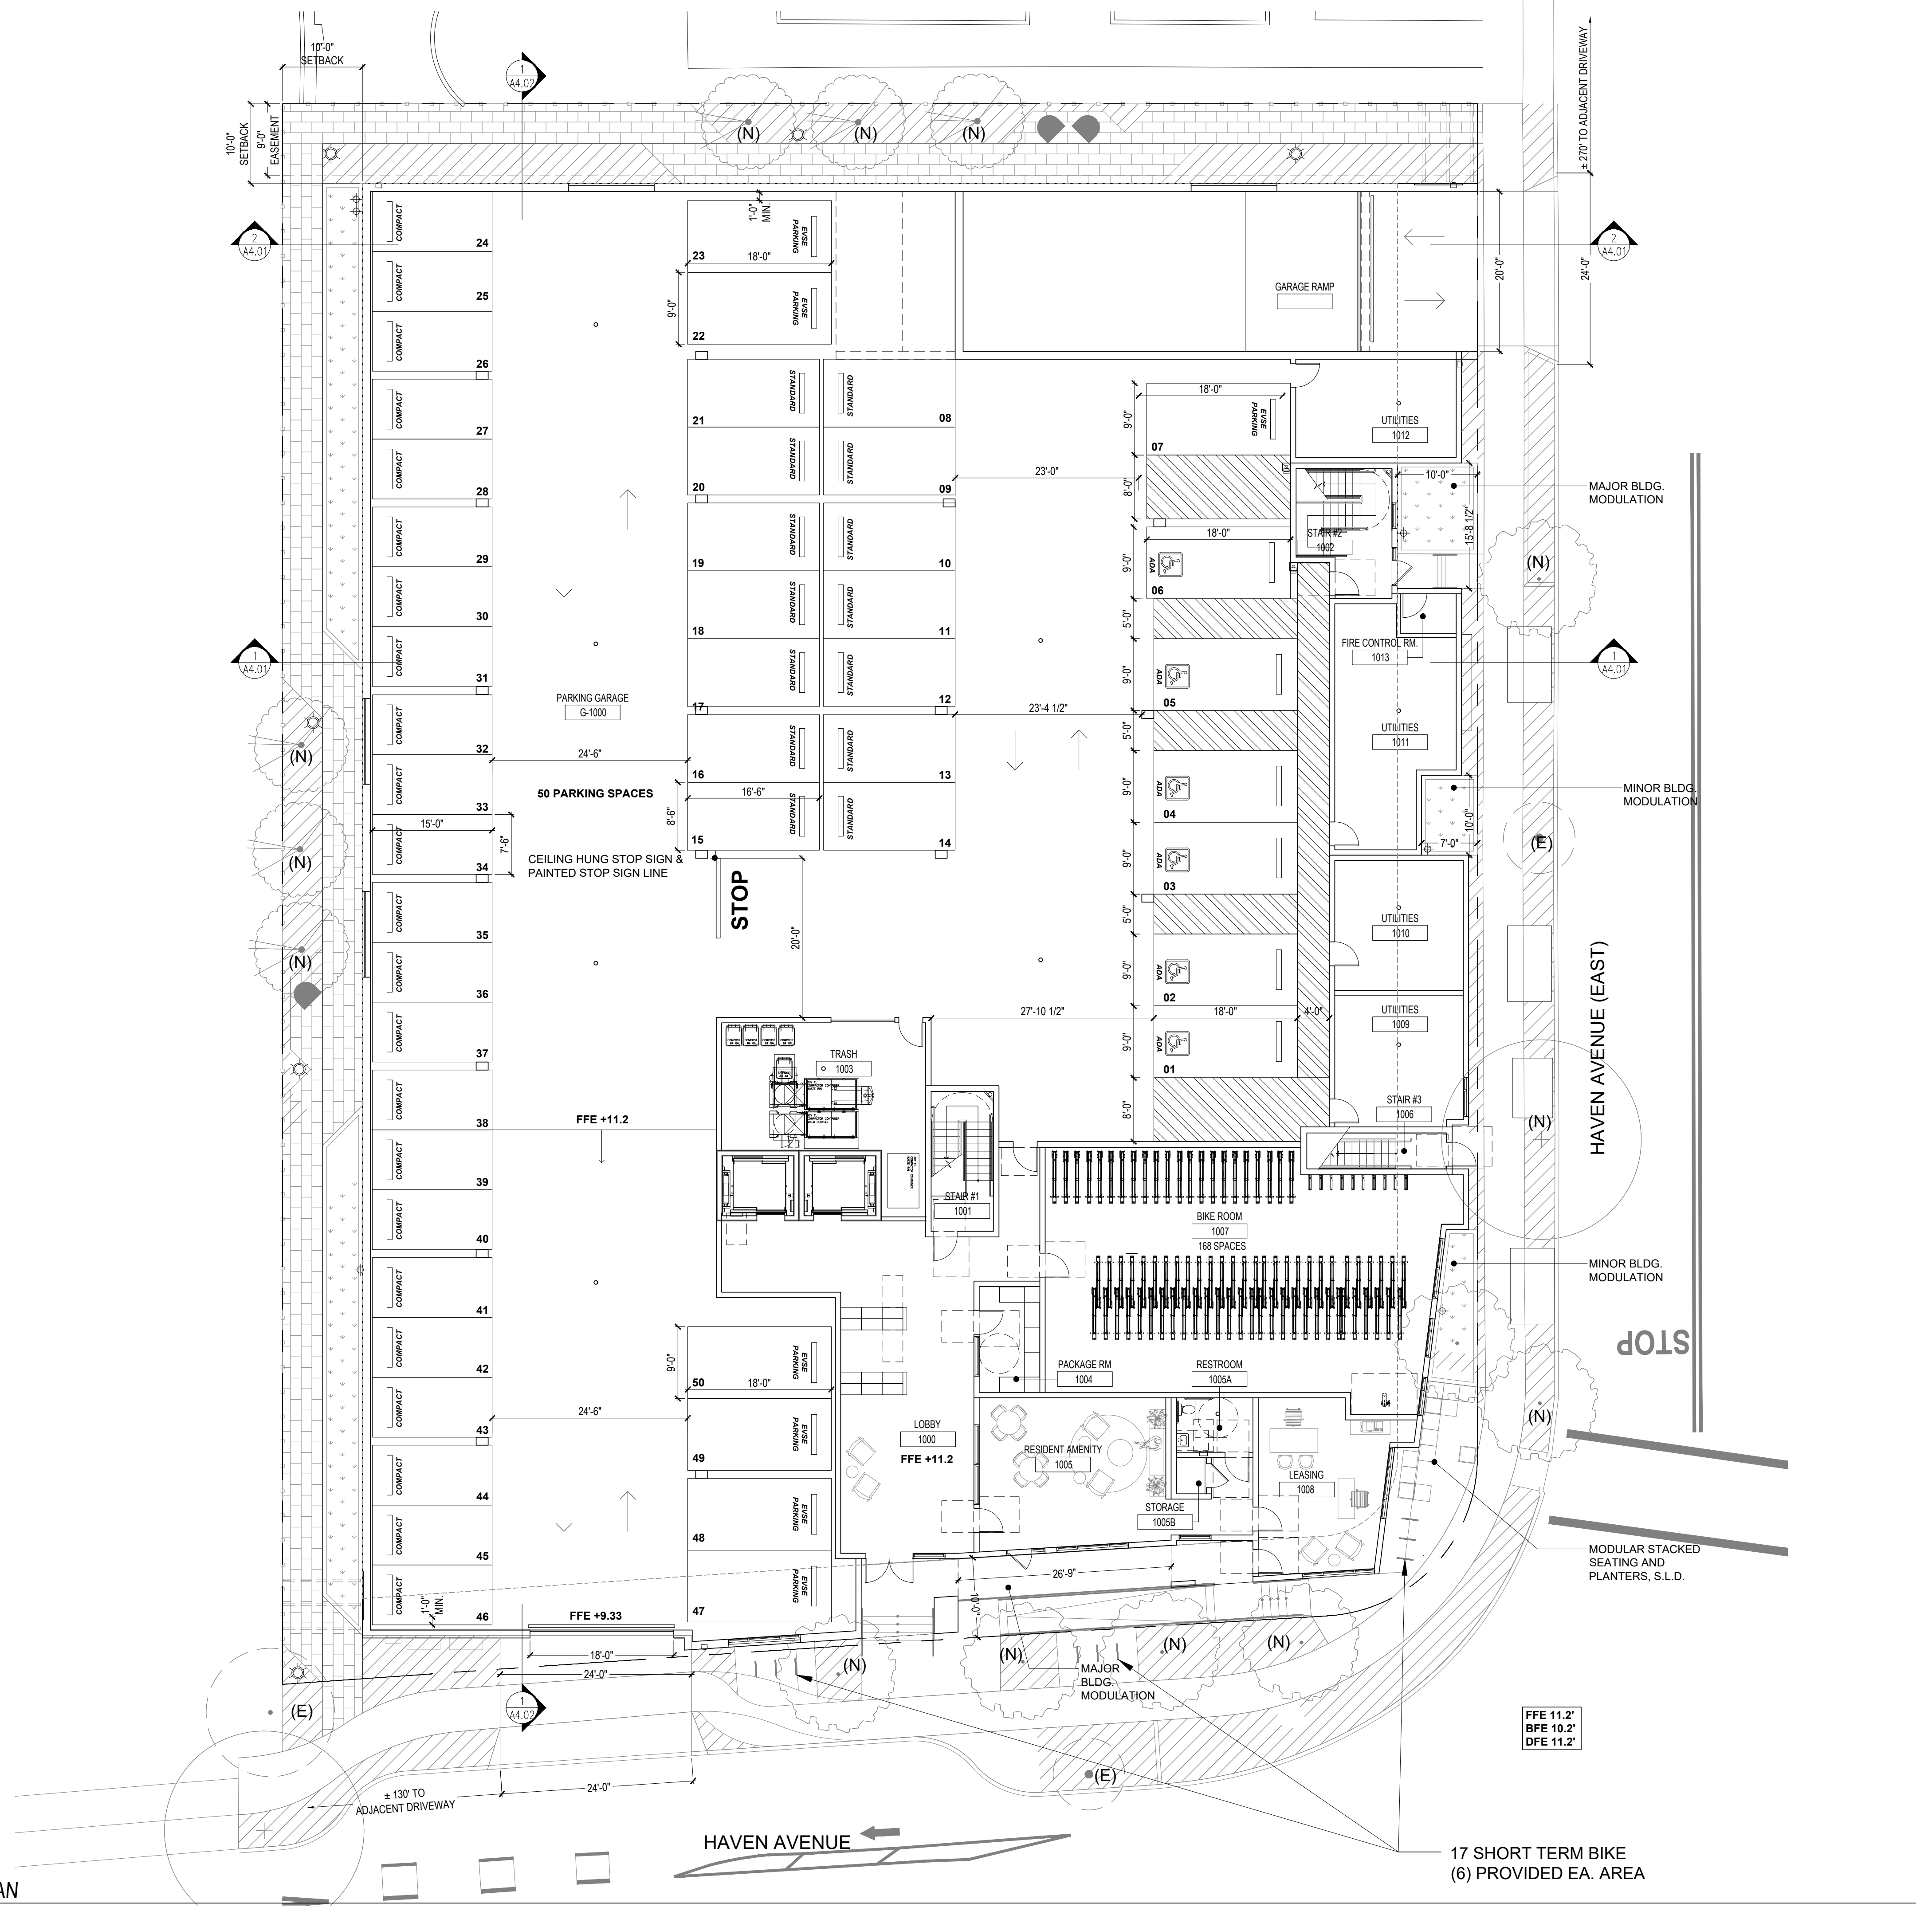 10'-0"
SETBACK
1
A4.02
10'-0"
SETBACK
9'-0"
EASEMENT
(N)
(N)
(N)
± 270' TO ADJACENT DRIVEWAY
2
A4.01
2
A4.01
COMPACT
24
COMPACT
25
COMPACT
26
COMPACT
27
COMPACT
28
COMPACT
29
COMPACT
30
COMPACT
31
COMPACT
32
COMPACT
33
COMPACT
34
COMPACT
35
COMPACT
36
COMPACT
37
COMPACT
38
COMPACT
39
COMPACT
40
COMPACT
41
COMPACT
42
COMPACT
43
COMPACT
44
COMPACT
45
COMPACT
46
1'-0"
MIN.
1'-0"
MIN.
EVSE
PARKING
23
18'-0"
9'-0"
EVSE
PARKING
22
STANDARD
21
STANDARD
20
STANDARD
19
STANDARD
18
STANDARD
17
STANDARD
16
16'-6"
8'-6"
STANDARD
15
STANDARD
08
STANDARD
09
STANDARD
10
STANDARD
11
STANDARD
12
STANDARD
13
STANDARD
14
GARAGE RAMP
20'-0"
24'-0"
18'-0"
9'-0"
EVSE
PARKING
07
23'-0"
8'-0"
18'-0"
ADA
9'-0"
06
5'-0"
ADA
9'-0"
05
23'-4 1/2"
5'-0"
ADA
9'-0"
04
ADA
9'-0"
03
5'-0"
ADA
9'-0"
02
27'-10 1/2"
18'-0"
4'-0"
ADA
9'-0"
01
8'-0"
UTILITIES
1012
10'-0"
MAJOR BLDG.
MODULATION
15'-8 1/2"
STAIR #2
1002
(N)
FIRE CONTROL RM.
1013
1
A4.01
1
A4.01
UTILITIES
1011
MINOR BLDG.
MODULATION
10'-0"
7'-0"
(E)
UTILITIES
1010
UTILITIES
1009
HAVEN AVENUE (EAST)
STAIR #3
1006
(N)
PARKING GARAGE
G-1000
24'-6"
50 PARKING SPACES
15'-0"
7'-6"
CEILING HUNG STOP SIGN &
PAINTED STOP SIGN LINE
STOP
20'-0"
(N)
(N)
(N)
TRASH
1003
FFE +11.2
STAIR #1
1001
BIKE ROOM
1007
168 SPACES
MINOR BLDG.
MODULATION
STOP
PACKAGE RM
1004
RESTROOM
1005A
9'-0"
EVSE
PARKING
50
18'-0"
24'-6"
EVSE
PARKING
49
EVSE
PARKING
48
EVSE
PARKING
47
LOBBY
1000
FFE +11.2
RESIDENT AMENITY
1005
LEASING
1008
STORAGE
1005B
(N)
MODULAR STACKED
SEATING AND
PLANTERS, S.L.D.
26'-9"
10'-0"
FFE +9.33
18'-0"
24'-0"
(N)
(N)
(N)
(N)
MAJOR
BLDG.
MODULATION
1
A4.02
(E)
(E)
FFE 11.2'
BFE 10.2'
DFE 11.2'
± 130' TO
ADJACENT DRIVEWAY
24'-0"
HAVEN AVENUE
17 SHORT TERM BIKE
(6) PROVIDED EA. AREA
AN